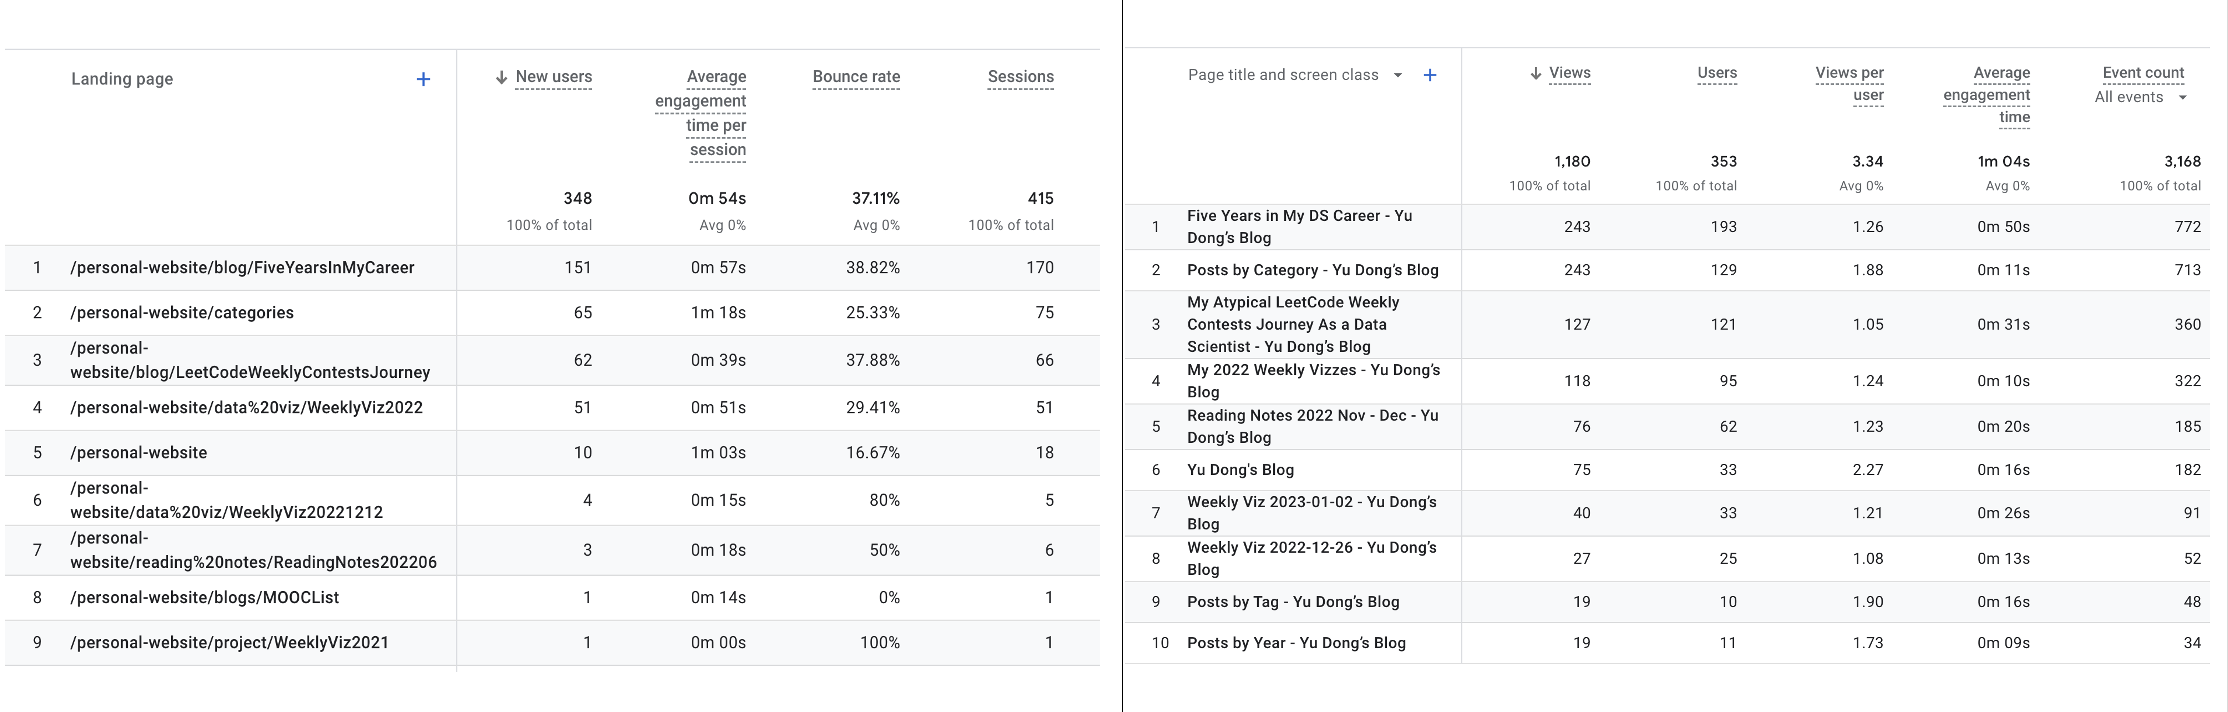 Landing page + ↓ New users Average engagement time per session Bounce rate Sessions
348 0m 54s 37.11% 415
100% of total Avg 0% Avg 0% 100% of total
1 /personal-website/blog/FiveYearsInMyCareer 151 0m 57s 38.82% 170
2 /personal-website/categories 65 1m 18s 25.33% 75
3 /personal-website/blog/LeetCodeWeeklyContestsJourney 62 0m 39s 37.88% 66
4 /personal-website/data%20viz/WeeklyViz2022 51 0m 51s 29.41% 51
5 /personal-website 10 1m 03s 16.67% 18
6 /personal-website/data%20viz/WeeklyViz20221212 4 0m 15s 80% 5
7 /personal-website/reading%20notes/ReadingNotes202206 3 0m 18s 50% 6
8 /personal-website/blogs/MOOCList 1 0m 14s 0% 1
9 /personal-website/project/WeeklyViz2021 1 0m 00s 100% 1
Page title and screen class + ↓ Views Users Views per user Average engagement time Event count
All events
1,180 353 3.34 1m 04s 3,168
100% of total 100% of total Avg 0% Avg 0% 100% of total
1 Five Years in My DS Career - Yu Dong’s Blog 243 193 1.26 0m 50s 772
2 Posts by Category - Yu Dong’s Blog 243 129 1.88 0m 11s 713
3 My Atypical LeetCode Weekly Contests Journey As a Data Scientist - Yu Dong’s Blog 127 121 1.05 0m 31s 360
4 My 2022 Weekly Vizzes - Yu Dong’s Blog 118 95 1.24 0m 10s 322
5 Reading Notes 2022 Nov - Dec - Yu Dong’s Blog 76 62 1.23 0m 20s 185
6 Yu Dong's Blog 75 33 2.27 0m 16s 182
7 Weekly Viz 2023-01-02 - Yu Dong’s Blog 40 33 1.21 0m 26s 91
8 Weekly Viz 2022-12-26 - Yu Dong’s Blog 27 25 1.08 0m 13s 52
9 Posts by Tag - Yu Dong’s Blog 19 10 1.90 0m 16s 48
10 Posts by Year - Yu Dong’s Blog 19 11 1.73 0m 09s 34